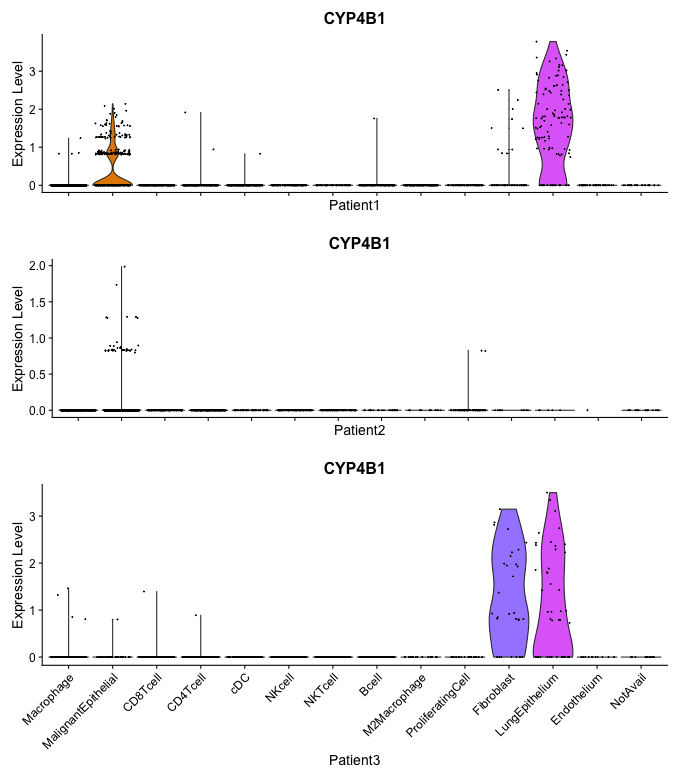 CYP4B1
Expression Level
3
2
1
0
Patient1
CYP4B1
Expression Level
2.0
1.5
1.0
0.5
0.0
Patient2
CYP4B1
Expression Level
3
2
1
0
Macrophage
MalignantEpithelial
CD8Tcell
CD4Tcell
cDC
NKcell
NKTcell
Bcell
M2Macrophage
ProliferatingCell
Fibroblast
LungEpithelium
Endothelium
NotAvail
Patient3